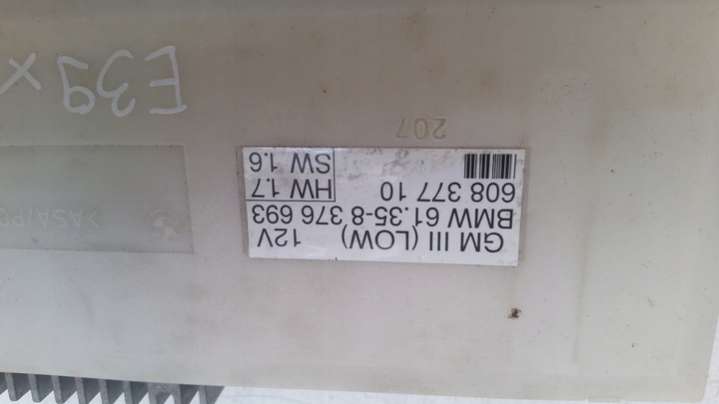 GM III (LOW) 12V
BMW 61.35-8 376 693
608 377 10
HW 1.7
SW 1.6
207
E39